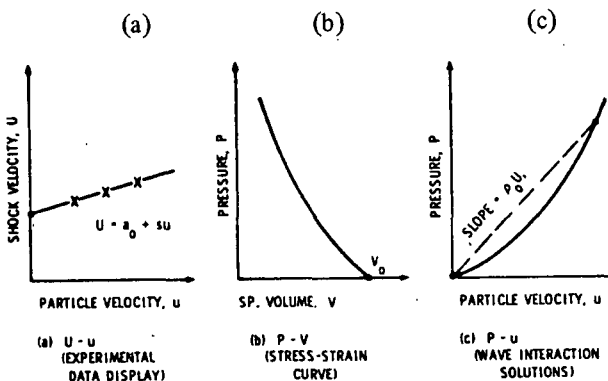 (a)
(b)
(c)
SHOCK VELOCITY, U
U = a₀ + su
PARTICLE VELOCITY, u
PRESSURE, P
V₀
SP. VOLUME, V
PRESSURE, P
SLOPE = ρ₀U,
PARTICLE VELOCITY, u
(a) U - u
(EXPERIMENTAL
DATA DISPLAY)
(b) P - V
(STRESS-STRAIN
CURVE)
(c) P-u
(WAVE INTERACTION
SOLUTIONS)